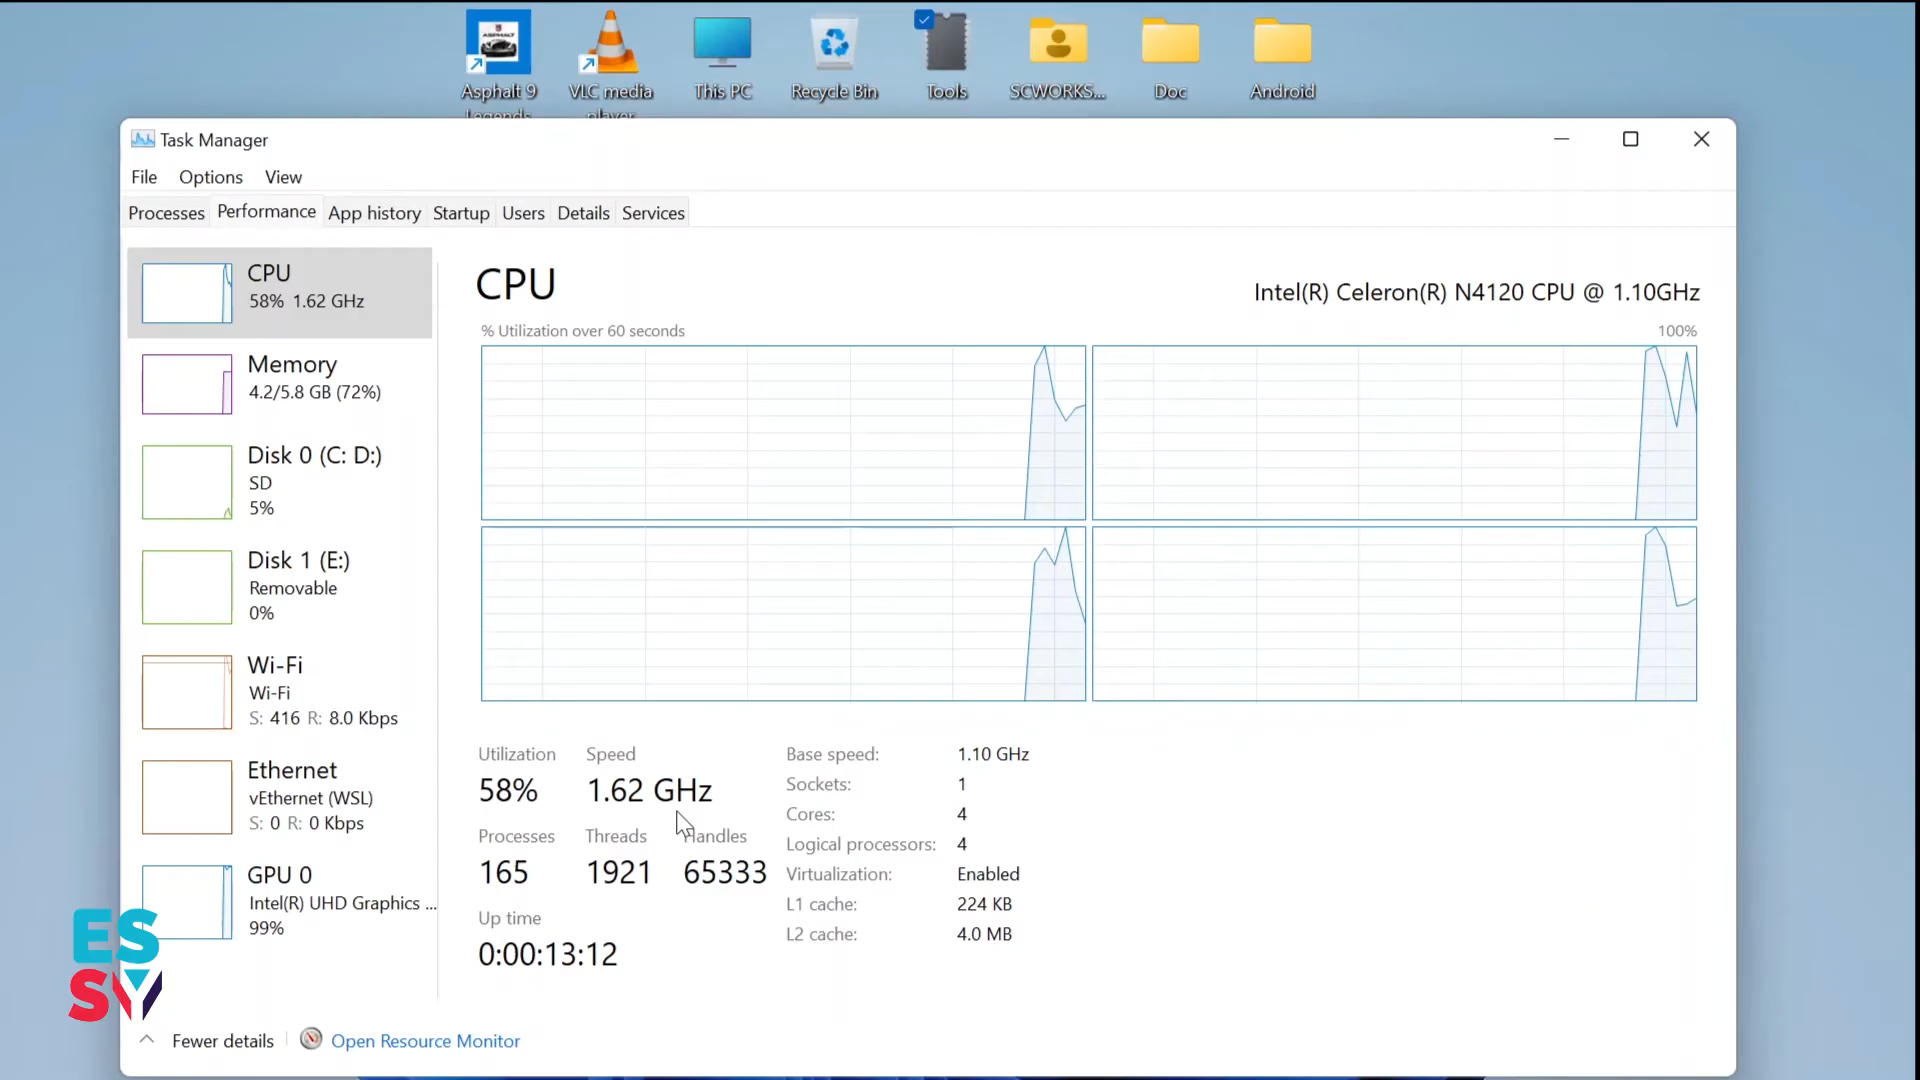 Asphalt 9
Legends
VLC media
player
This PC
Recycle Bin
Tools
SCWORKS...
Doc
Android
Task Manager
File Options View
Processes Performance App history Startup Users Details Services
CPU
58% 1.62 GHz
Memory
4.2/5.8 GB (72%)
Disk 0 (C: D:)
SD
5%
Disk 1 (E:)
Removable
0%
Wi-Fi
Wi-Fi
S: 416 R: 8.0 Kbps
Ethernet
vEthernet (WSL)
S: 0 R: 0 Kbps
GPU 0
Intel(R) UHD Graphics ...
99%
CPU
Intel(R) Celeron(R) N4120 CPU @ 1.10GHz
% Utilization over 60 seconds
100%
Utilization Speed
58% 1.62 GHz
Processes Threads Handles
165 1921 65333
Up time
0:00:13:12
Base speed: 1.10 GHz
Sockets: 1
Cores: 4
Logical processors: 4
Virtualization: Enabled
L1 cache: 224 KB
L2 cache: 4.0 MB
ES
SY
Fewer details
Open Resource Monitor